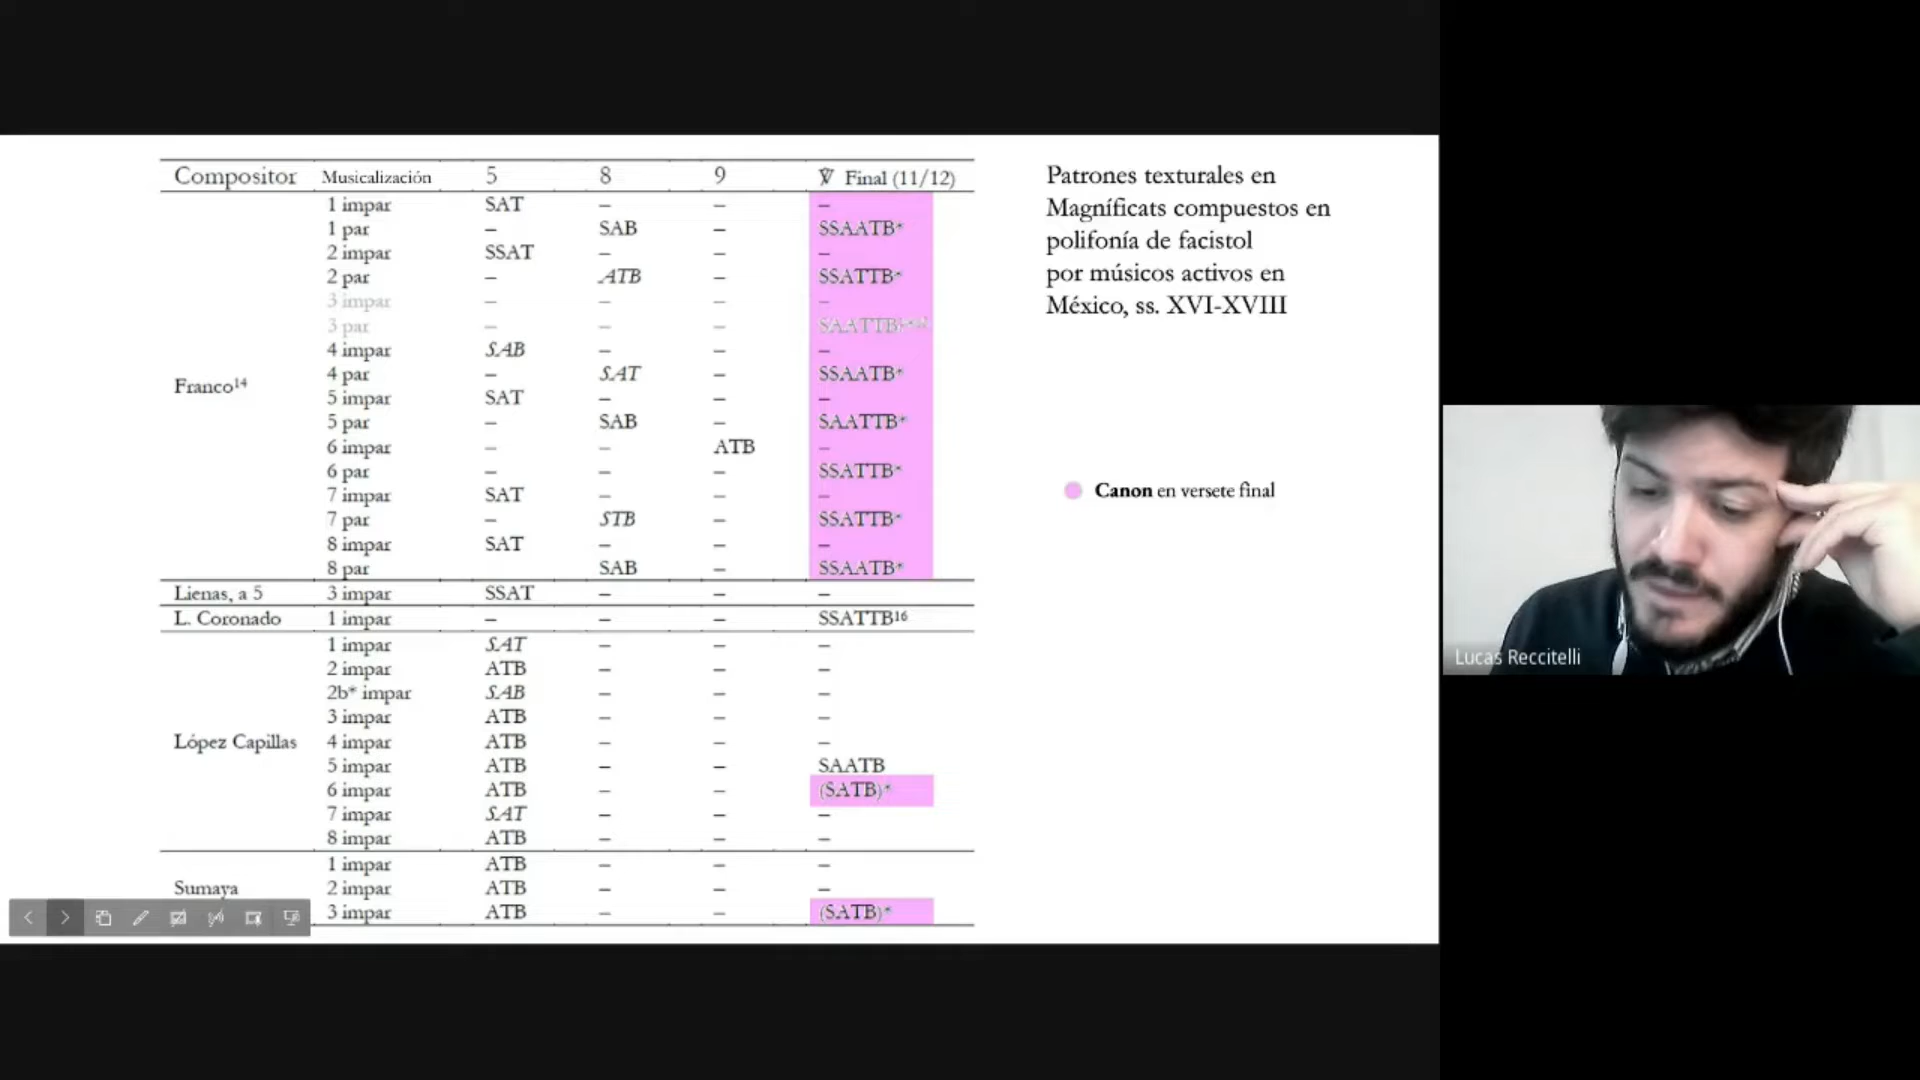 Compositor Musicalización 5 8 9 ℣ Final (11/12)
1 impar SAT – – –
1 par – SAB – SSAATB*
2 impar SSAT – – –
2 par – ATB – SSATTB*
3 impar – – – –
3 par – – –
4 impar SAB – – –
4 par – SAT – SSAATB*
Franco14
5 impar SAT – – –
5 par – SAB – SAATTB*
6 impar – – ATB –
6 par – – – SSATTB*
7 impar SAT – – –
7 par – STB – SSATTB*
8 impar SAT – – –
8 par SAB – SSAATB*
Lienas, a 5 3 impar SSAT – – –
L. Coronado 1 impar – – – SSATTB16
1 impar SAT – – –
2 impar ATB – – –
2b* impar SAB – – –
3 impar ATB – – –
López Capillas 4 impar ATB – – –
5 impar ATB – – SAATB
6 impar ATB – – (SATB)*
7 impar SAT – – –
8 impar ATB – – –
1 impar ATB – – –
Sumaya 2 impar ATB – – –
3 impar ATB – – (SATB)*
Patrones texturales en
Magníficats compuestos en
polifonía de facistol
por músicos activos en
México, ss. XVI-XVIII
Canon en versete final
Lucas Reccitelli